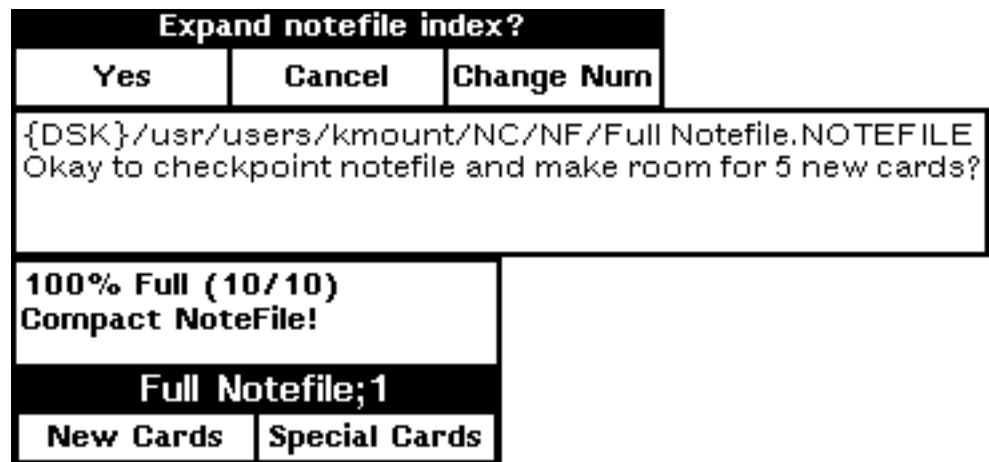 Expand notefile index?
Yes Cancel Change Num
{DSK}/usr/users/kmount/NC/NF/Full Notefile.NOTEFILE
Okay to checkpoint notefile and make room for 5 new cards?
100% Full (10/10)
Compact NoteFile!
Full Notefile;1
New Cards Special Cards